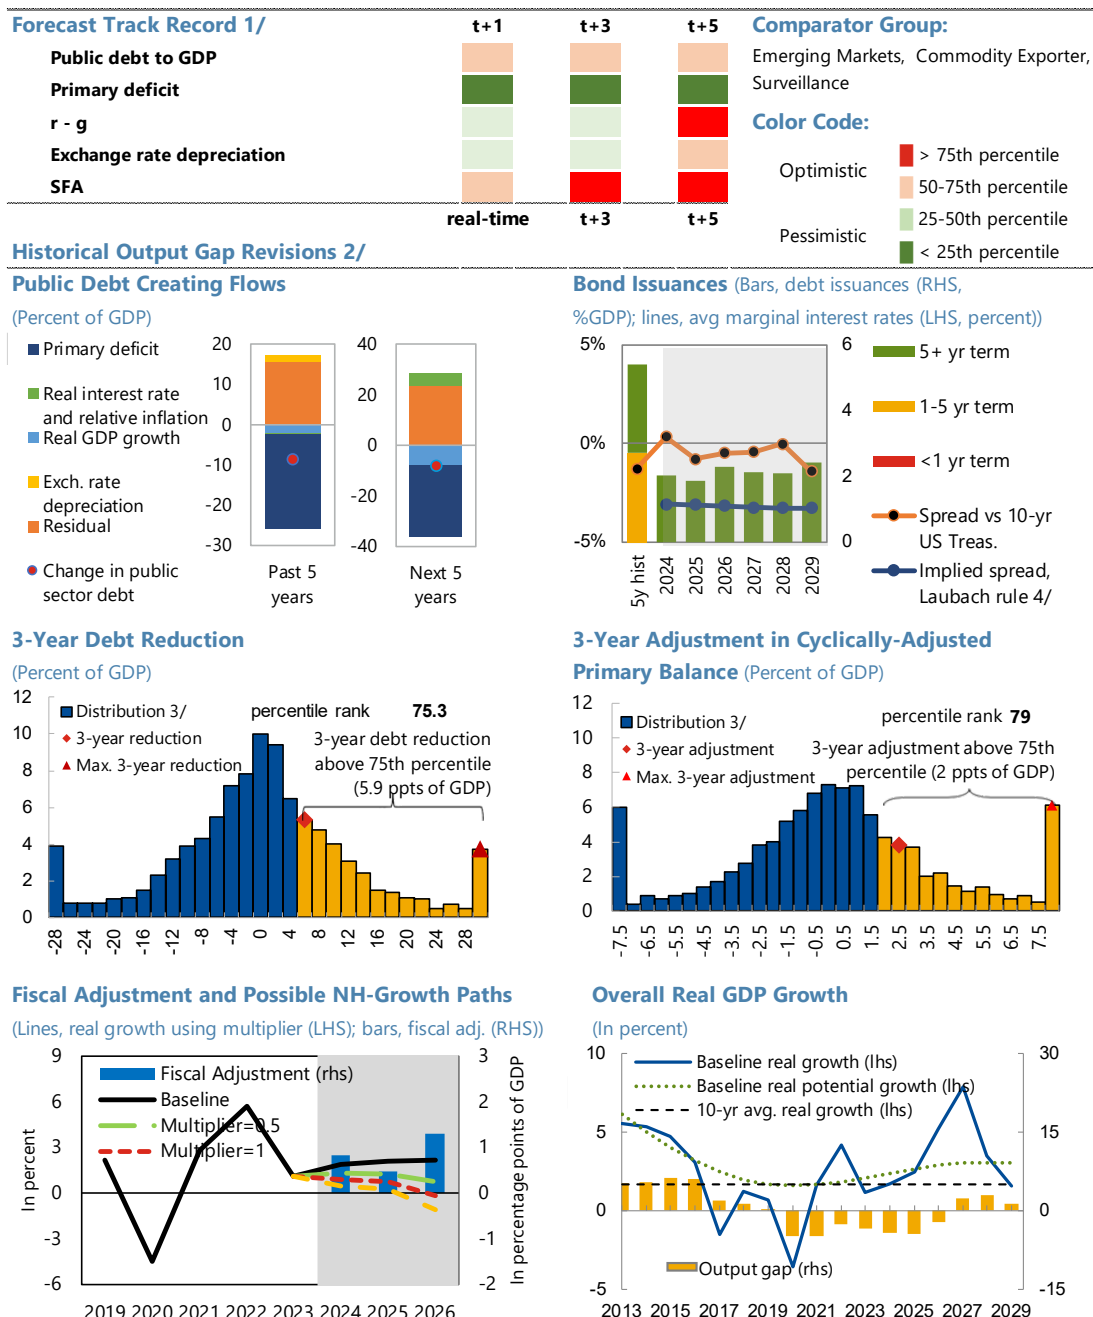 Forecast Track Record 1/ t+1 t+3 t+5
Public debt to GDP
Primary deficit
r - g
Exchange rate depreciation
SFA
real-time t+3 t+5
Historical Output Gap Revisions 2/
Comparator Group:
Emerging Markets, Commodity Exporter,
Surveillance
Color Code:
Optimistic
> 75th percentile
50-75th percentile
Pessimistic
25-50th percentile
< 25th percentile
Public Debt Creating Flows
(Percent of GDP)
Primary deficit
Real interest rate
and relative inflation
Real GDP growth
Exch. rate
depreciation
Residual
Change in public
sector debt
20
10
0
-10
-20
-30
Past 5
years
40
20
0
-20
-40
Next 5
years
Bond Issuances (Bars, debt issuances (RHS,
%GDP); lines, avg marginal interest rates (LHS, percent))
5%
0%
-5%
6
4
2
0
5y hist
2024
2025
2026
2027
2028
2029
5+ yr term
1-5 yr term
<1 yr term
Spread vs 10-yr
US Treas.
Implied spread,
Laubach rule 4/
3-Year Debt Reduction
(Percent of GDP)
12
10
8
6
4
2
0
Distribution 3/
3-year reduction
Max. 3-year reduction
percentile rank 75.3
3-year debt reduction
above 75th percentile
(5.9 ppts of GDP)
-28
-24
-20
-16
-12
-8
-4
0
4
8
12
16
20
24
28
3-Year Adjustment in Cyclically-Adjusted
Primary Balance (Percent of GDP)
12
10
8
6
4
2
0
Distribution 3/
3-year adjustment
Max. 3-year adjustment
percentile rank 79
3-year adjustment above 75th
percentile (2 ppts of GDP)
-7.5
-6.5
-5.5
-4.5
-3.5
-2.5
-1.5
-0.5
0.5
1.5
2.5
3.5
4.5
5.5
6.5
7.5
Fiscal Adjustment and Possible NH-Growth Paths
(Lines, real growth using multiplier (LHS); bars, fiscal adj. (RHS))
In percent
9
6
3
0
-3
-6
Fiscal Adjustment (rhs)
Baseline
Multiplier=0.5
Multiplier=1
3
2
1
0
-1
-2
In percentage points of GDP
2019 2020 2021 2022 2023 2024 2025 2026
Overall Real GDP Growth
(In percent)
10
5
0
-5
Baseline real growth (lhs)
Baseline real potential growth (lhs)
10-yr avg. real growth (lhs)
Output gap (rhs)
30
15
0
-15
2013 2015 2017 2019 2021 2023 2025 2027 2029